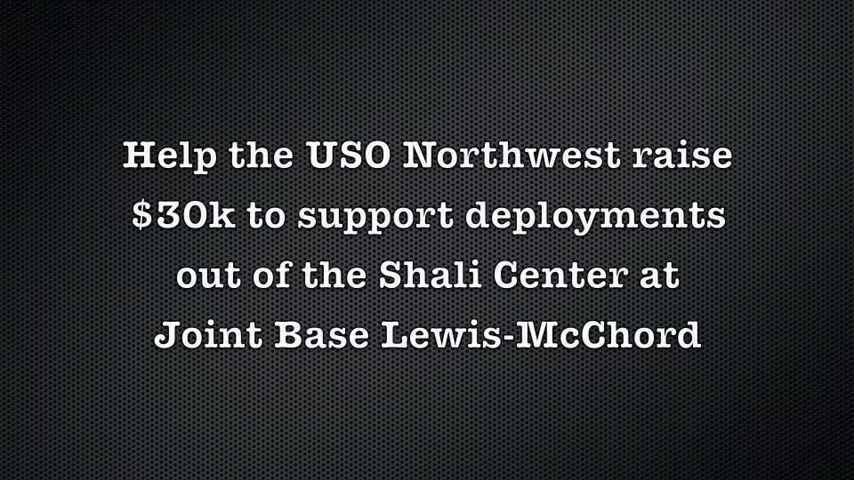 Help the USO Northwest raise
$30k to support deployments
out of the Shali Center at
Joint Base Lewis-McChord